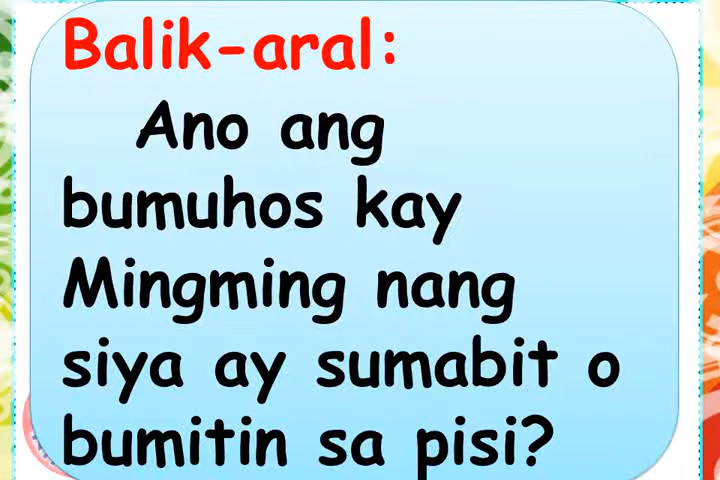 Balik-aral:
Ano ang
bumuhos kay
Mingming nang
siya ay sumabit o
bumitin sa pisi?